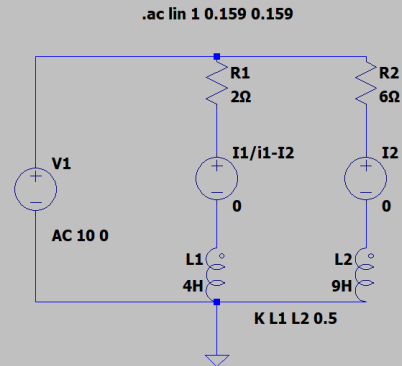 .ac lin 1 0.159 0.159
R1
2Ω
R2
6Ω
V1
AC 10 0
I1/i1-I2
0
I2
0
L1
4H
L2
9H
K L1 L2 0.5